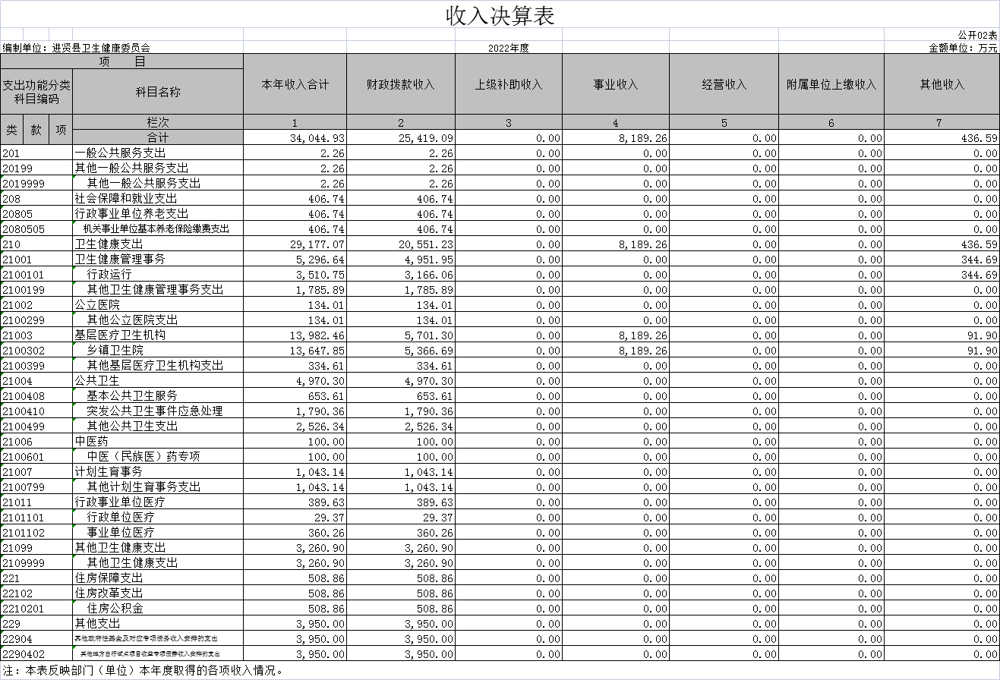 收入决算表
公开02表
编制单位：进贤县卫生健康委员会 2022年度 金额单位：万元
项 目 本年收入合计 财政拨款收入 上级补助收入 事业收入 经营收入 附属单位上缴收入 其他收入
支出功能分类科目编码 科目名称
类 款 项 栏次 1 2 3 4 5 6 7
合计 34,044.93 25,419.09 0.00 8,189.26 0.00 0.00 436.59
201 一般公共服务支出 2.26 2.26 0.00 0.00 0.00 0.00 0.00
20199 其他一般公共服务支出 2.26 2.26 0.00 0.00 0.00 0.00 0.00
2019999 其他一般公共服务支出 2.26 2.26 0.00 0.00 0.00 0.00 0.00
208 社会保障和就业支出 406.74 406.74 0.00 0.00 0.00 0.00 0.00
20805 行政事业单位养老支出 406.74 406.74 0.00 0.00 0.00 0.00 0.00
2080505 机关事业单位基本养老保险缴费支出 406.74 406.74 0.00 0.00 0.00 0.00 0.00
210 卫生健康支出 29,177.07 20,551.23 0.00 8,189.26 0.00 0.00 436.59
21001 卫生健康管理事务 5,296.64 4,951.95 0.00 0.00 0.00 0.00 344.69
2100101 行政运行 3,510.75 3,166.06 0.00 0.00 0.00 0.00 344.69
2100199 其他卫生健康管理事务支出 1,785.89 1,785.89 0.00 0.00 0.00 0.00 0.00
21002 公立医院 134.01 134.01 0.00 0.00 0.00 0.00 0.00
2100299 其他公立医院支出 134.01 134.01 0.00 0.00 0.00 0.00 0.00
21003 基层医疗卫生机构 13,982.46 5,701.30 0.00 8,189.26 0.00 0.00 91.90
2100302 乡镇卫生院 13,647.85 5,366.69 0.00 8,189.26 0.00 0.00 91.90
2100399 其他基层医疗卫生机构支出 334.61 334.61 0.00 0.00 0.00 0.00 0.00
21004 公共卫生 4,970.30 4,970.30 0.00 0.00 0.00 0.00 0.00
2100408 基本公共卫生服务 653.61 653.61 0.00 0.00 0.00 0.00 0.00
2100410 突发公共卫生事件应急处理 1,790.36 1,790.36 0.00 0.00 0.00 0.00 0.00
2100499 其他公共卫生支出 2,526.34 2,526.34 0.00 0.00 0.00 0.00 0.00
21006 中医药 100.00 100.00 0.00 0.00 0.00 0.00 0.00
2100601 中医（民族医）药专项 100.00 100.00 0.00 0.00 0.00 0.00 0.00
21007 计划生育事务 1,043.14 1,043.14 0.00 0.00 0.00 0.00 0.00
2100799 其他计划生育事务支出 1,043.14 1,043.14 0.00 0.00 0.00 0.00 0.00
21011 行政事业单位医疗 389.63 389.63 0.00 0.00 0.00 0.00 0.00
2101101 行政单位医疗 29.37 29.37 0.00 0.00 0.00 0.00 0.00
2101102 事业单位医疗 360.26 360.26 0.00 0.00 0.00 0.00 0.00
21099 其他卫生健康支出 3,260.90 3,260.90 0.00 0.00 0.00 0.00 0.00
2109999 其他卫生健康支出 3,260.90 3,260.90 0.00 0.00 0.00 0.00 0.00
221 住房保障支出 508.86 508.86 0.00 0.00 0.00 0.00 0.00
22102 住房改革支出 508.86 508.86 0.00 0.00 0.00 0.00 0.00
2210201 住房公积金 508.86 508.86 0.00 0.00 0.00 0.00 0.00
229 其他支出 3,950.00 3,950.00 0.00 0.00 0.00 0.00 0.00
22904 其他政府性基金及对应专项债务收入安排的支出 3,950.00 3,950.00 0.00 0.00 0.00 0.00 0.00
2290402 其他地方自行试点项目收益专项债券收入安排的支出 3,950.00 3,950.00 0.00 0.00 0.00 0.00 0.00
注：本表反映部门（单位）本年度取得的各项收入情况。